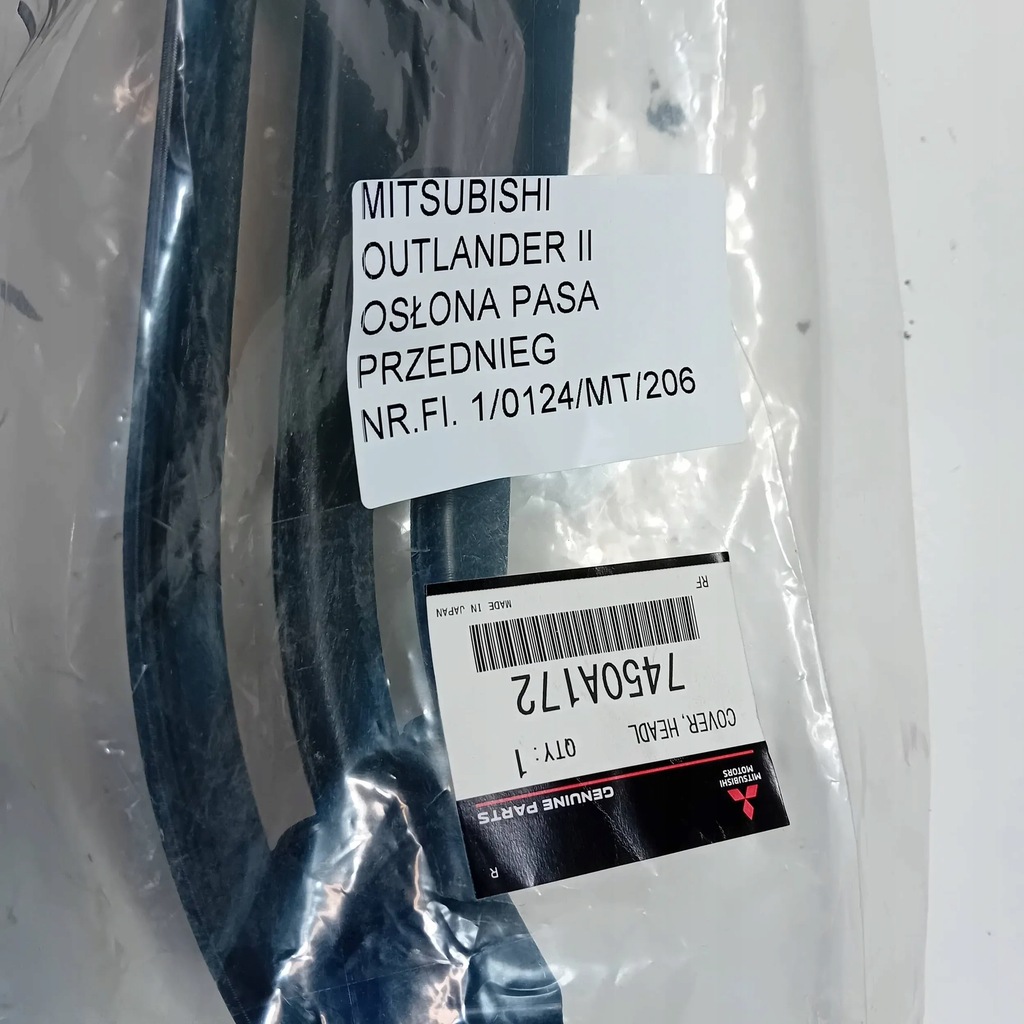 MITSUBISHI
OUTLANDER II
OSŁONA PASA
PRZEDNIEG
NR.FI. 1/0124/MT/206
R
MITSUBISHI
MOTORS
GENUINE PARTS
COVER, HEADL
QTY: 1
7450A172
RF
MADE IN JAPAN